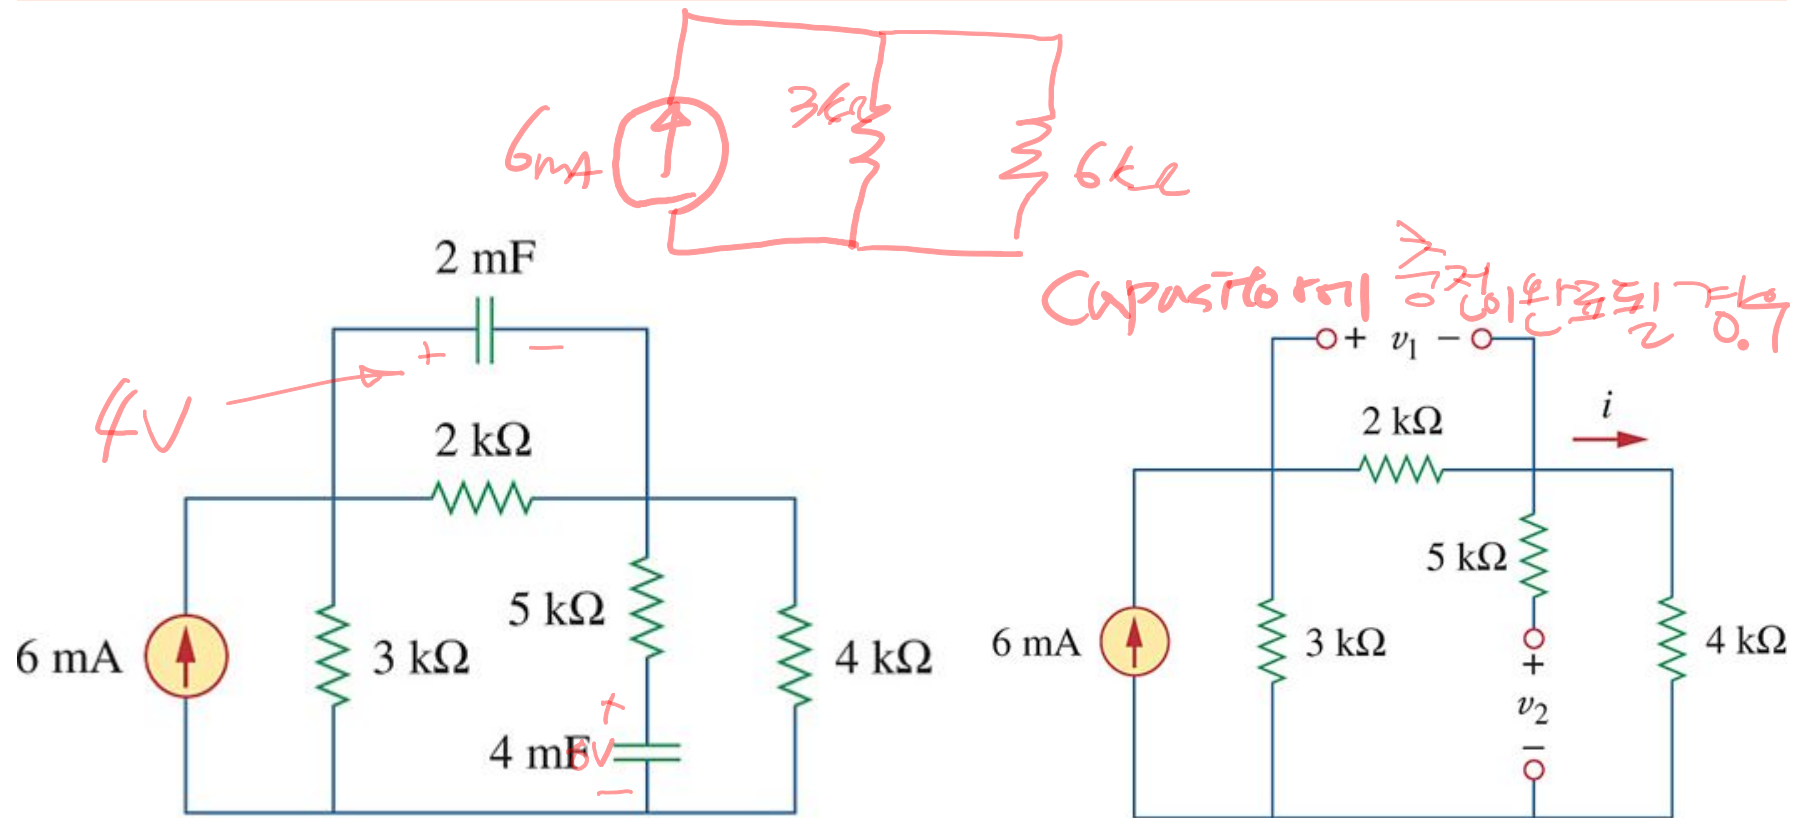 6mA
3kΩ
6kΩ
Capasitor에 충전이 완료될 경우.
2 mF
+ −
4V
2 kΩ
5 kΩ
6 mA
3 kΩ
4 kΩ
+
4 mF
8V
−
+ v₁ −
i
2 kΩ
5 kΩ
6 mA
3 kΩ
4 kΩ
+
v₂
−